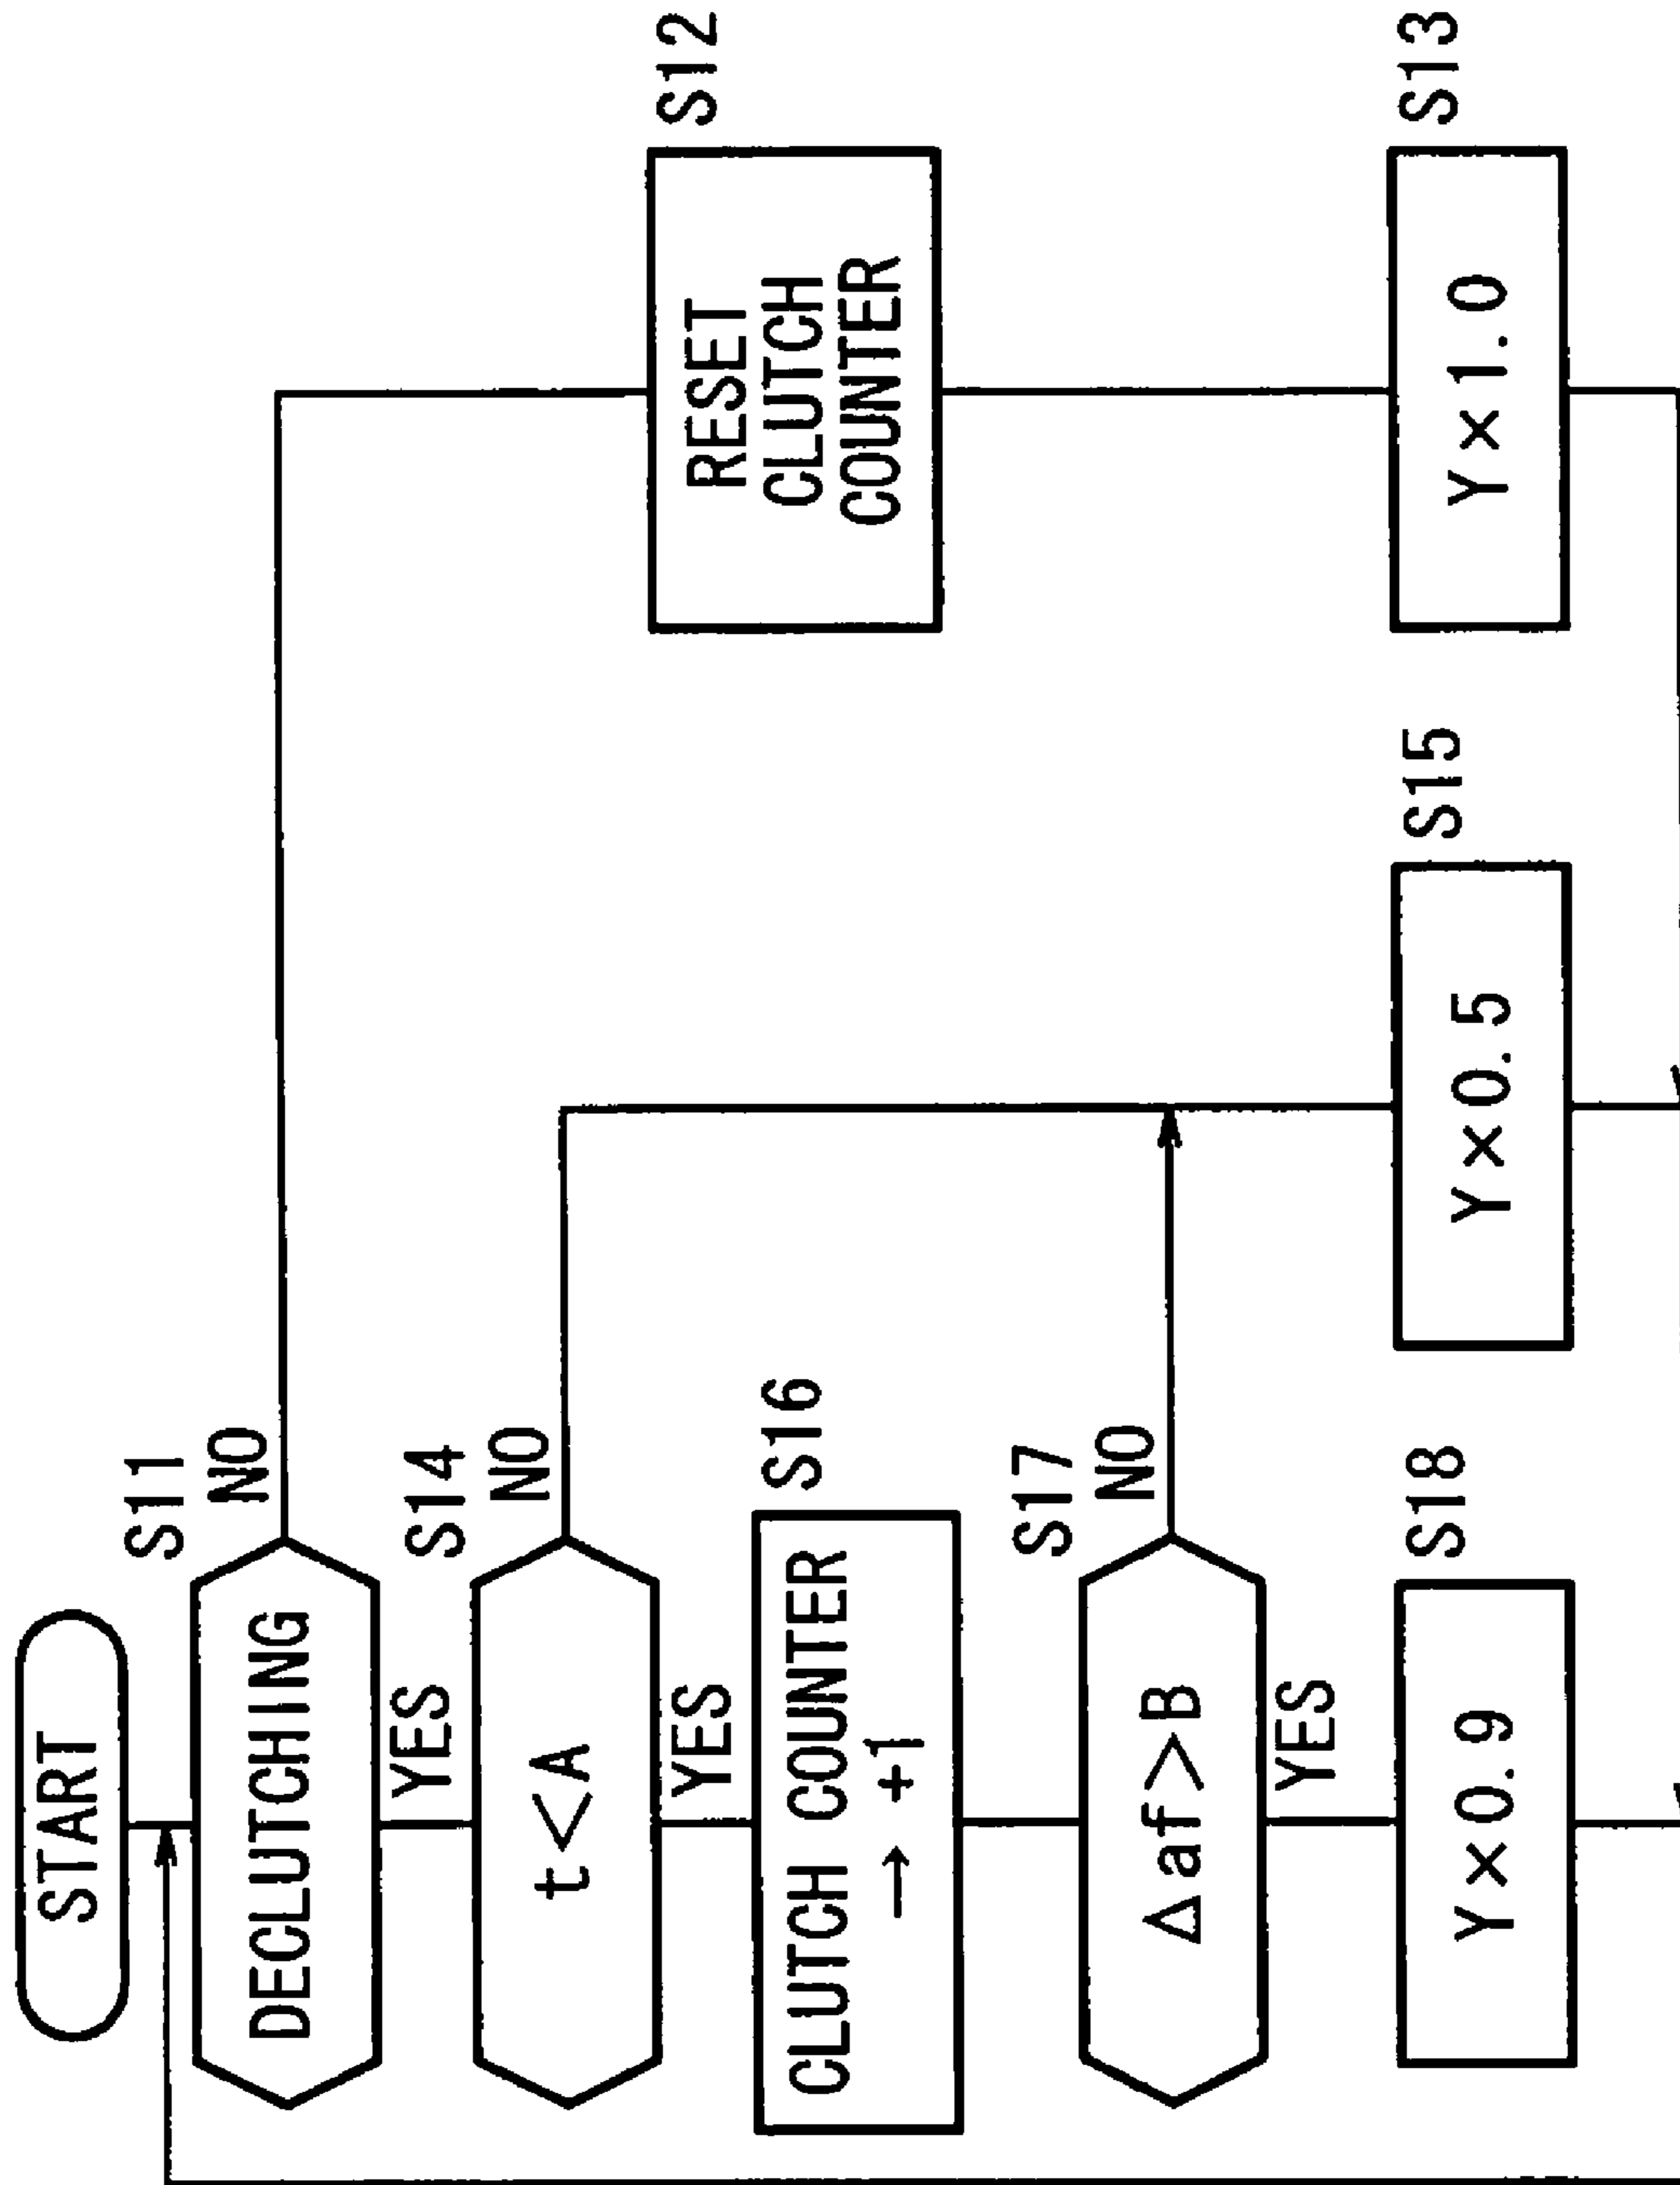 START
S11
DECLUTCHING
NO
YES
S14
t<A
NO
YES
S16
CLUTCH COUNTER
→ +1
S17
Δaf>B
NO
YES
S18
Y×0.9
S15
Y×0.5
S12
RESET
CLUTCH
COUNTER
S13
Y×1.0